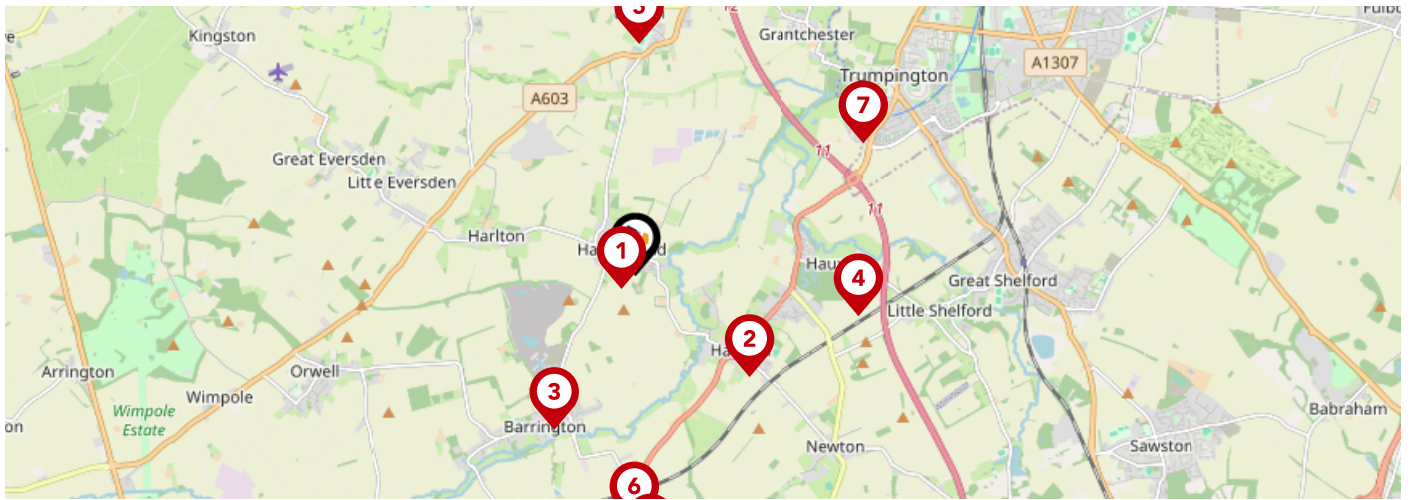 Kingston
12
Grantchester
A1307
Trumpington
A603
7
11
Great Eversden
Little Eversden
11
Harlton
1
4
Great Shelford
Little Shelford
2
Arrington
Orwell
3
Wimpole
Wimpole
Estate
Babraham
Barrington
Newton
Sawston
6